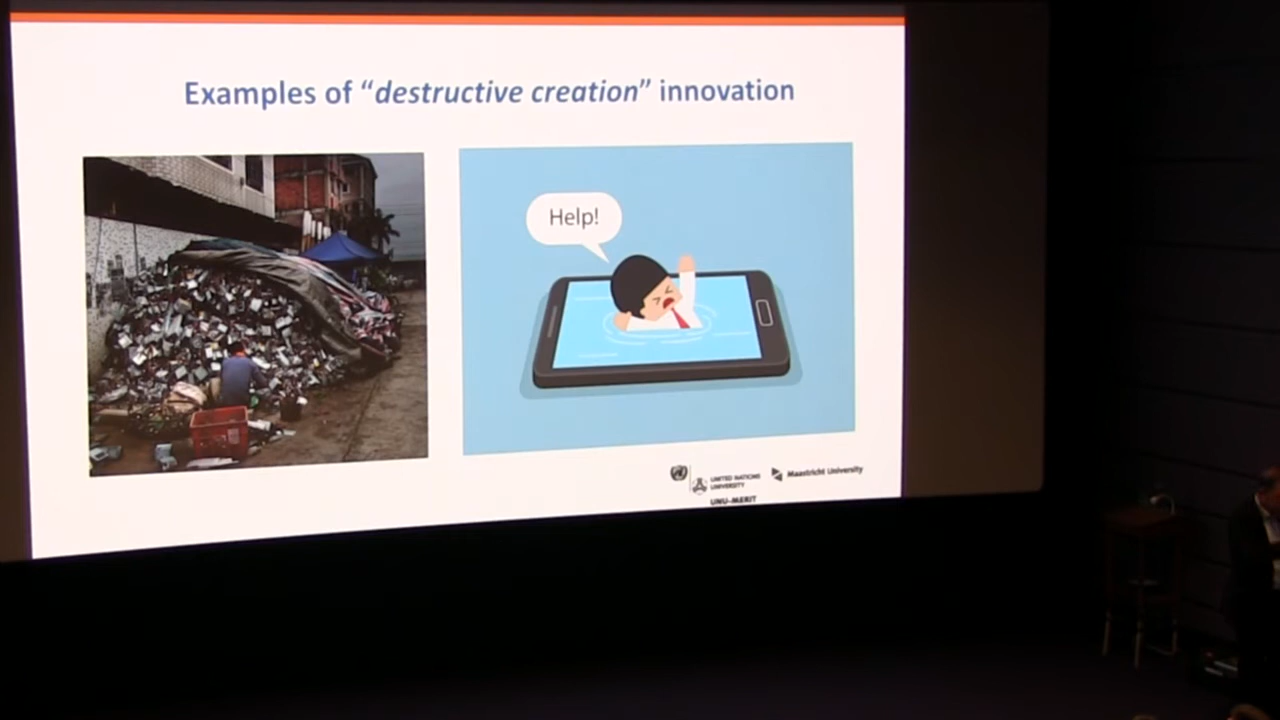 Examples of “destructive creation” innovation
Help!
UNITED NATIONS
UNIVERSITY
UNU-MERIT
Maastricht University